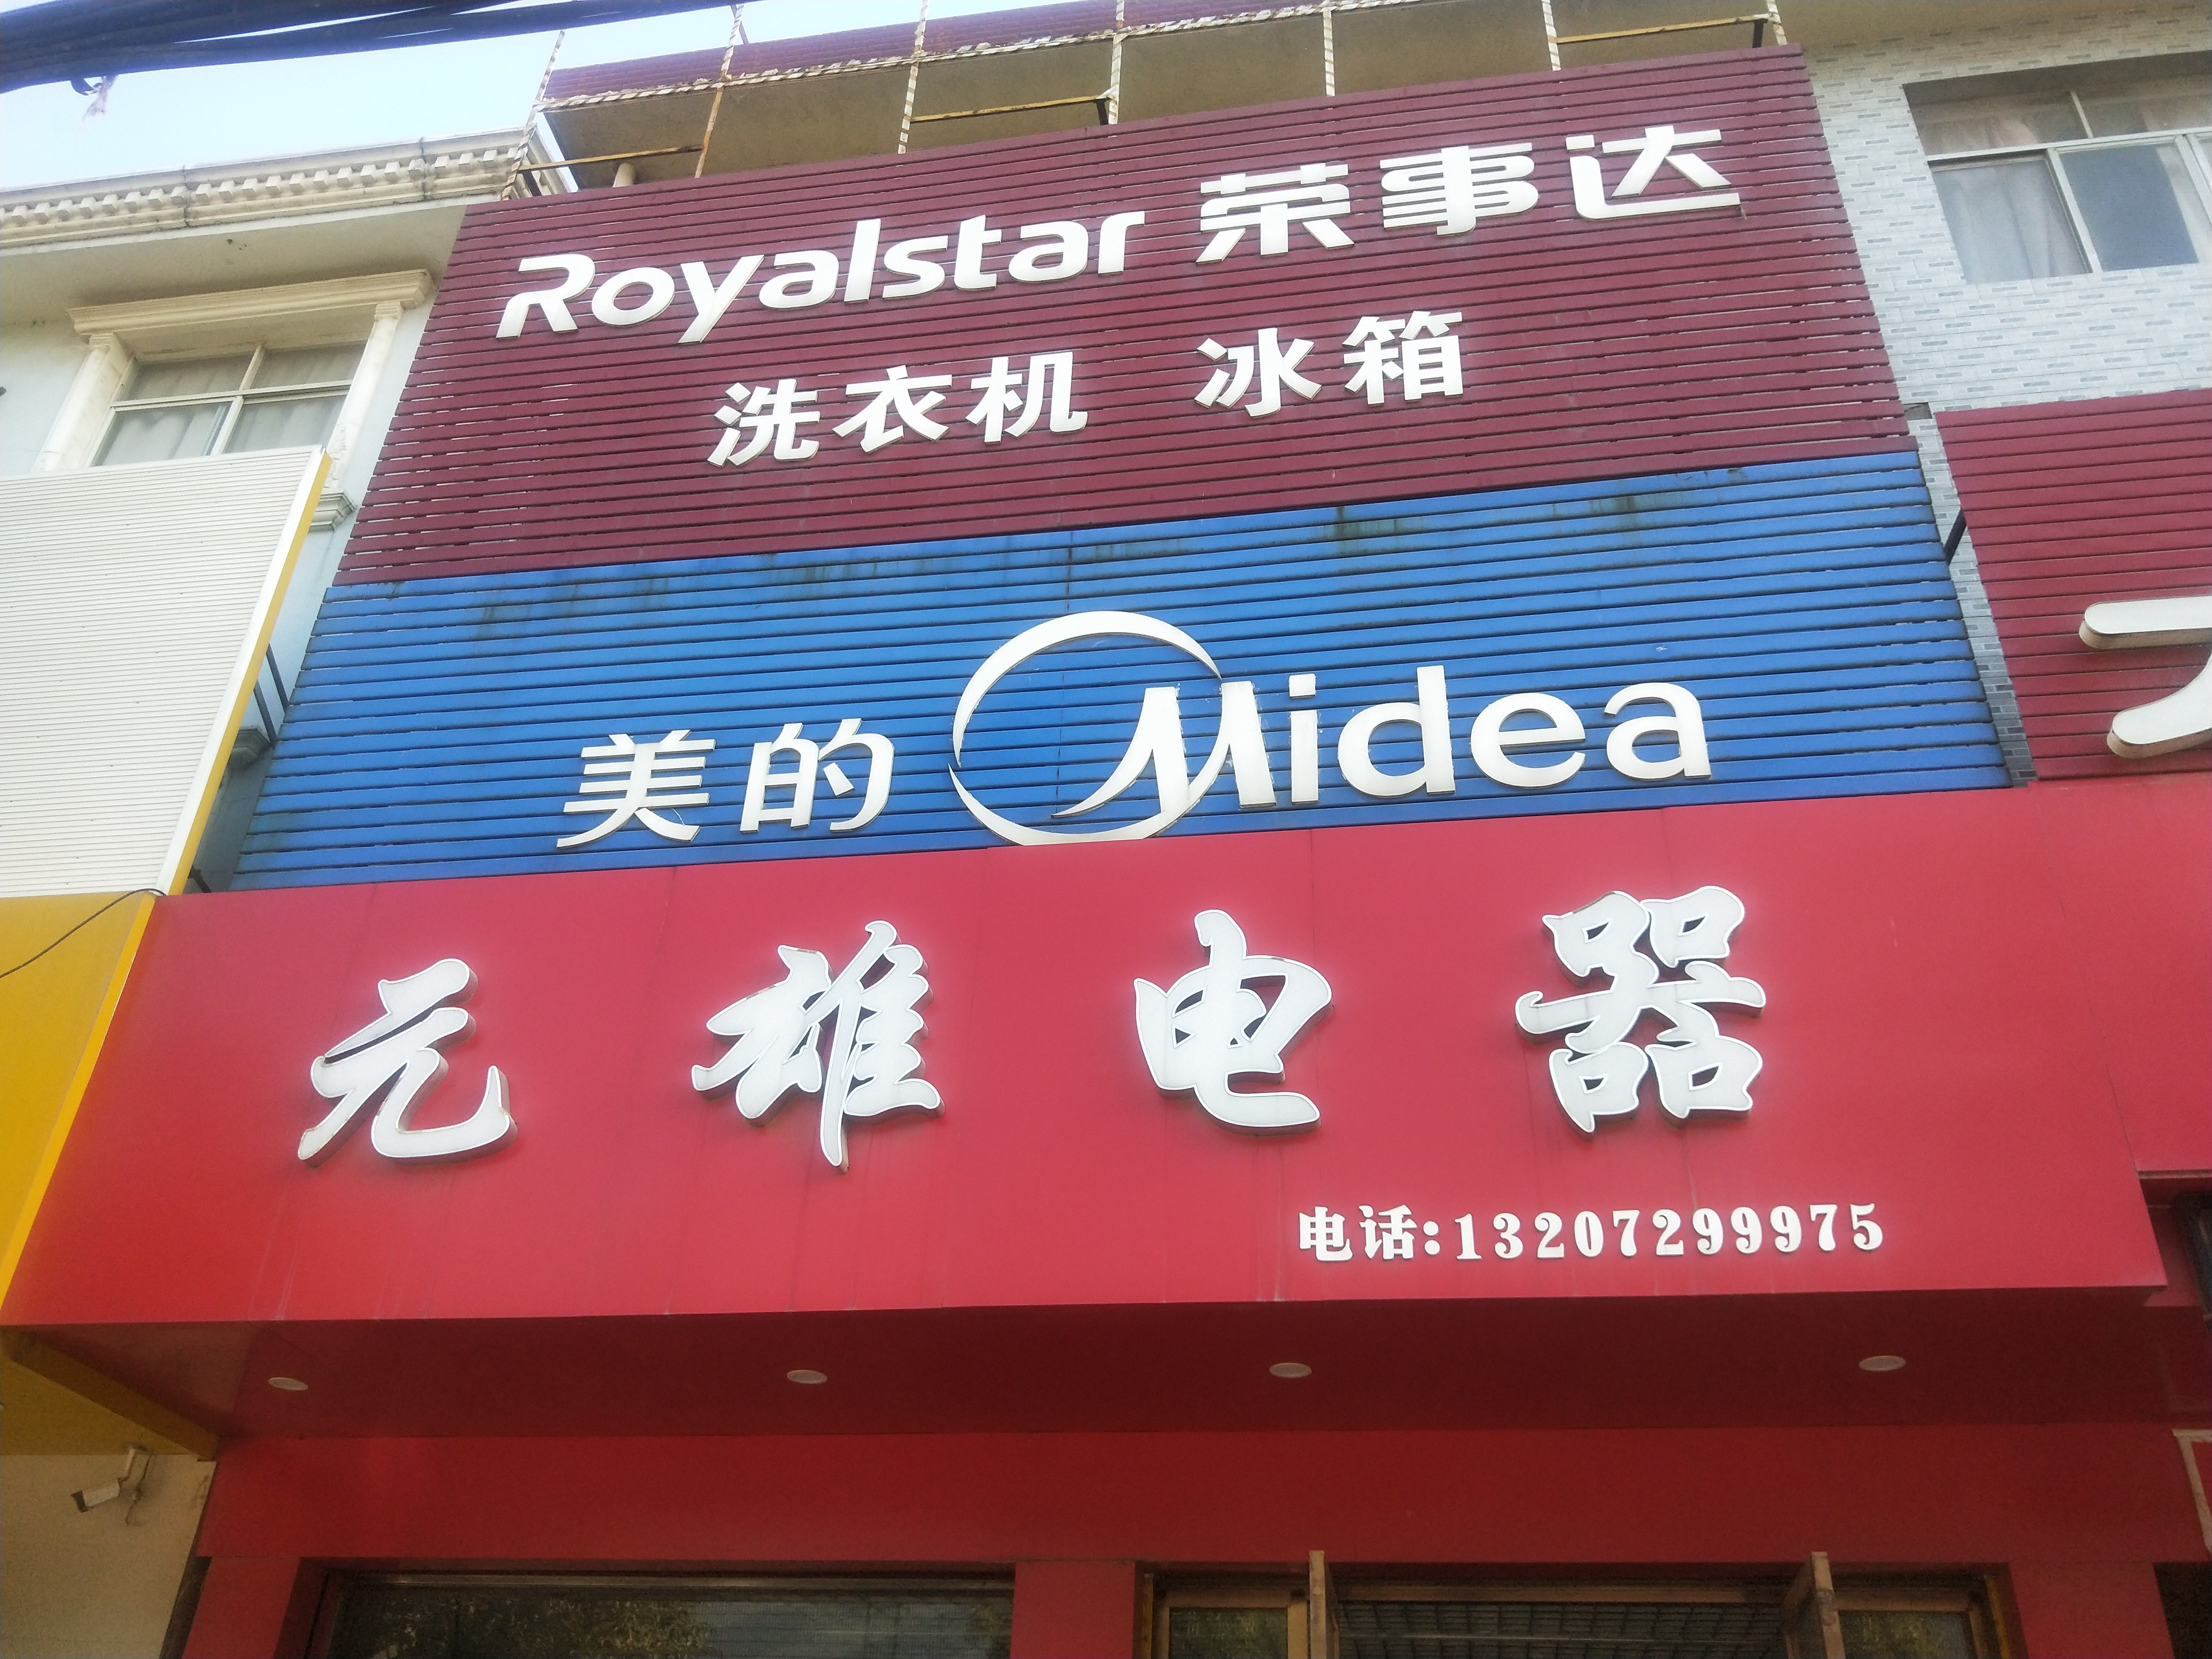 Royalstar 荣事达
洗衣机 冰箱
美的 Midea
元雄电器
电话:13207299975